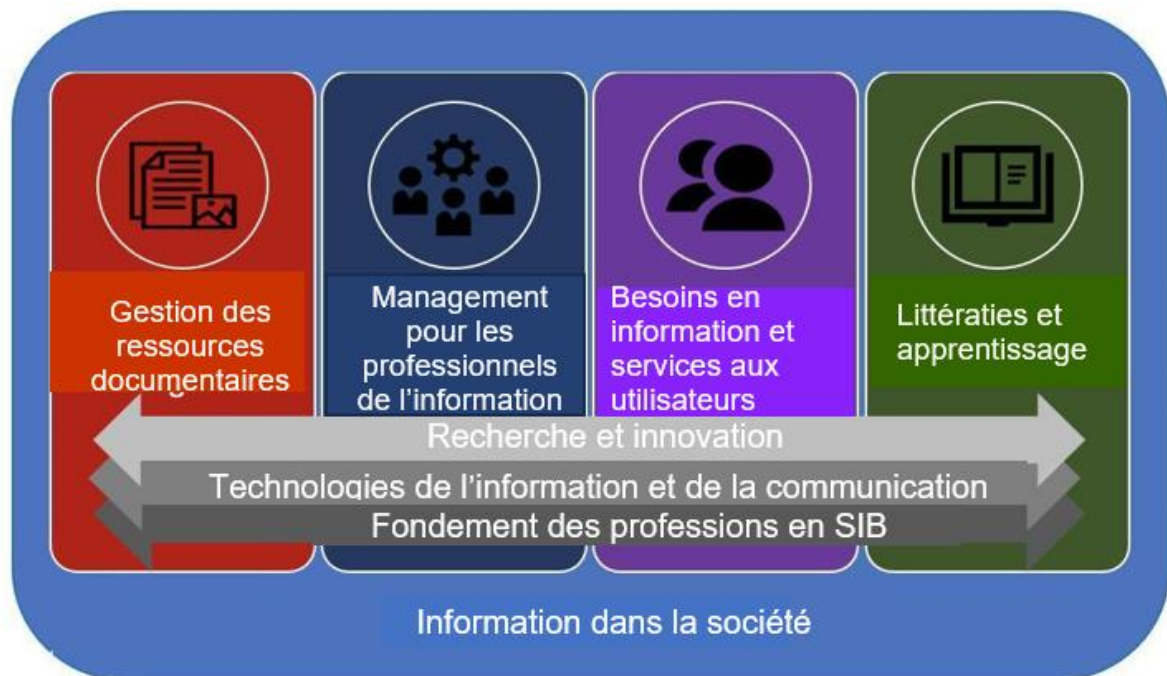 Gestion des
ressources
documentaires
Management
pour les
professionnels
de l'information
Besoins en
information et
services aux
utilisateurs
Littératies et
apprentissage
Recherche et innovation
Technologies de l'information et de la communication
Fondement des professions en SIB
Information dans la société